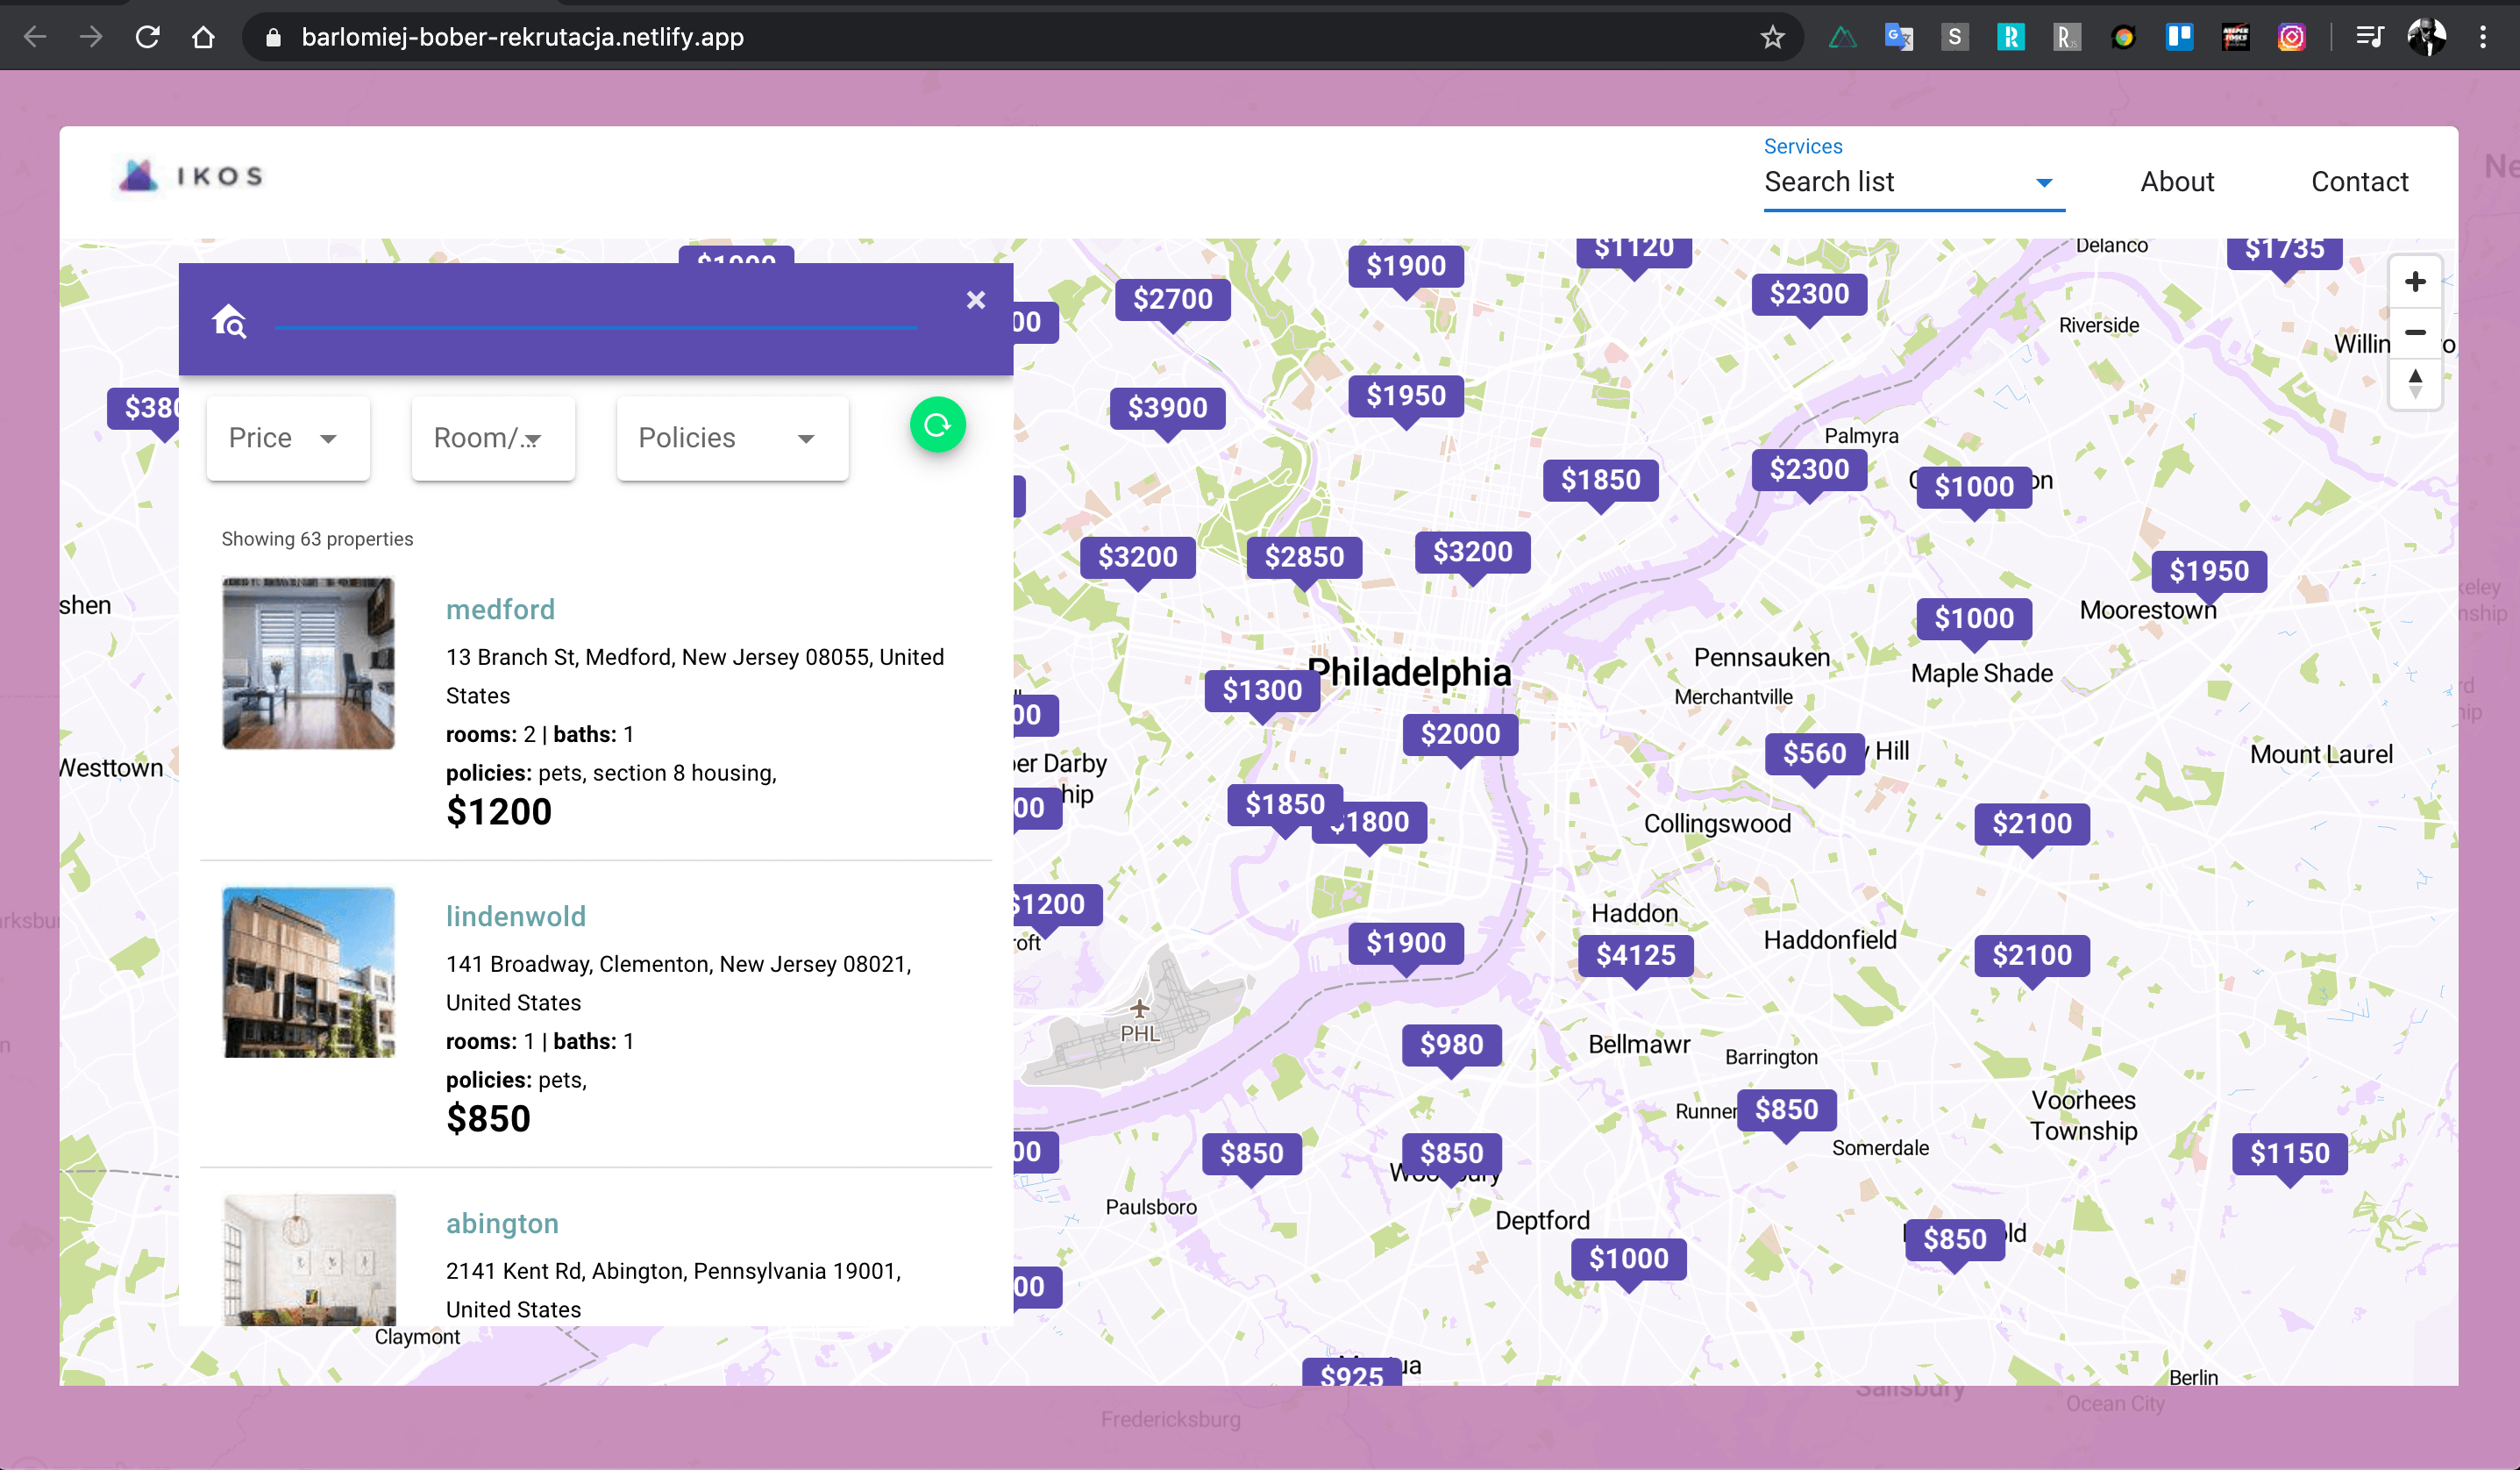 barlomiej-bober-rekrutacja.netlify.app
IKOS
Services
Search list
About
Contact
Price
Room/...
Policies
Showing 63 properties
medford
13 Branch St, Medford, New Jersey 08055, United
States
rooms: 2 | baths: 1
policies: pets, section 8 housing,
$1200
lindenwold
141 Broadway, Clementon, New Jersey 08021,
United States
rooms: 1 | baths: 1
policies: pets,
$850
abington
2141 Kent Rd, Abington, Pennsylvania 19001,
United States
Claymont
$1900
$1120
Delanco
$1735
$2700
$2300
Riverside
$3900
$1950
Palmyra
$1850
$2300
$1000
$3200
$2850
$3200
$1950
Moorestown
$1000
Maple Shade
Pennsauken
Merchantville
Philadelphia
$1300
$2000
$560
Hill
Mount Laurel
Westtown
$1850
$1800
Collingswood
$2100
$1200
$1900
Haddon
$4125
Haddonfield
$2100
PHL
$980
Bellmawr
Barrington
$850
Voorhees
Township
Somerdale
$850
$850
$1150
Paulsboro
Deptford
$1000
$850
$925
Berlin
Salisbury
Ocean City
Fredericksburg